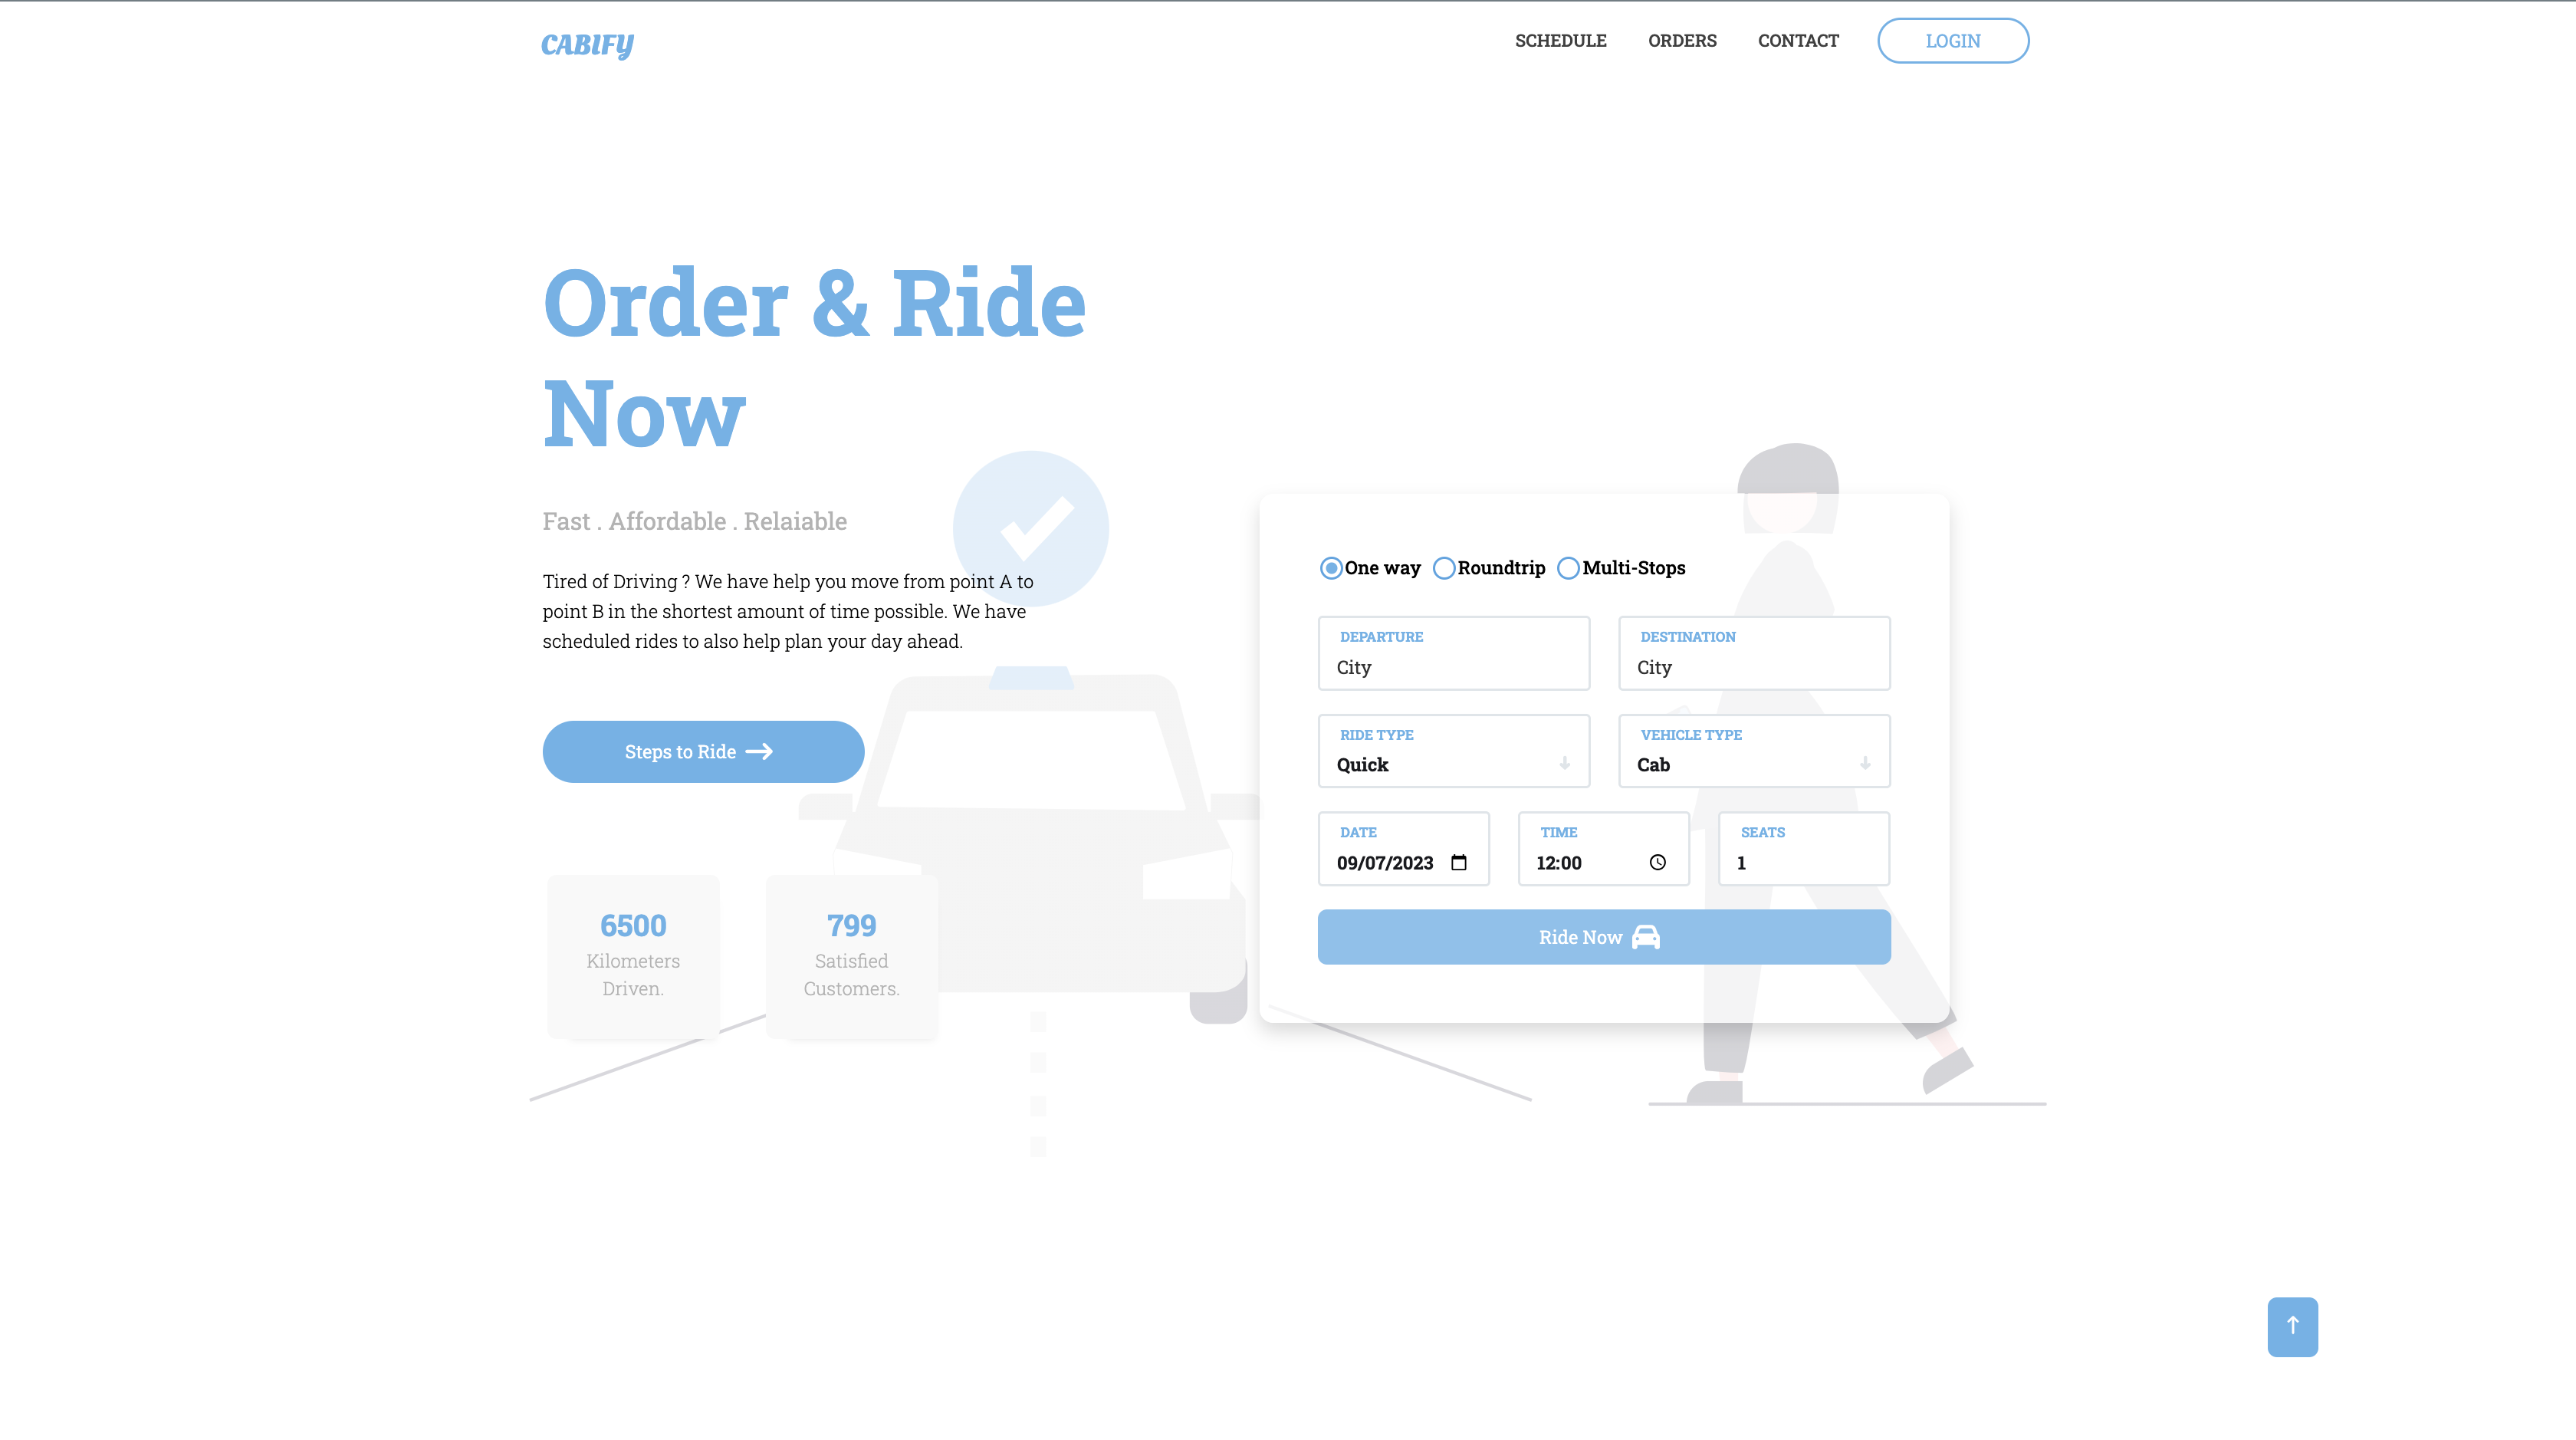 CABIFY
SCHEDULE ORDERS CONTACT LOGIN
Order & Ride
Now
Fast . Affordable . Relaiable
Tired of Driving ? We have help you move from point A to
point B in the shortest amount of time possible. We have
scheduled rides to also help plan your day ahead.
Steps to Ride
6500
Kilometers
Driven.
799
Satisfied
Customers.
One way Roundtrip Multi-Stops
DEPARTURE
City
DESTINATION
City
RIDE TYPE
Quick
VEHICLE TYPE
Cab
DATE
09/07/2023
TIME
12:00
SEATS
1
Ride Now